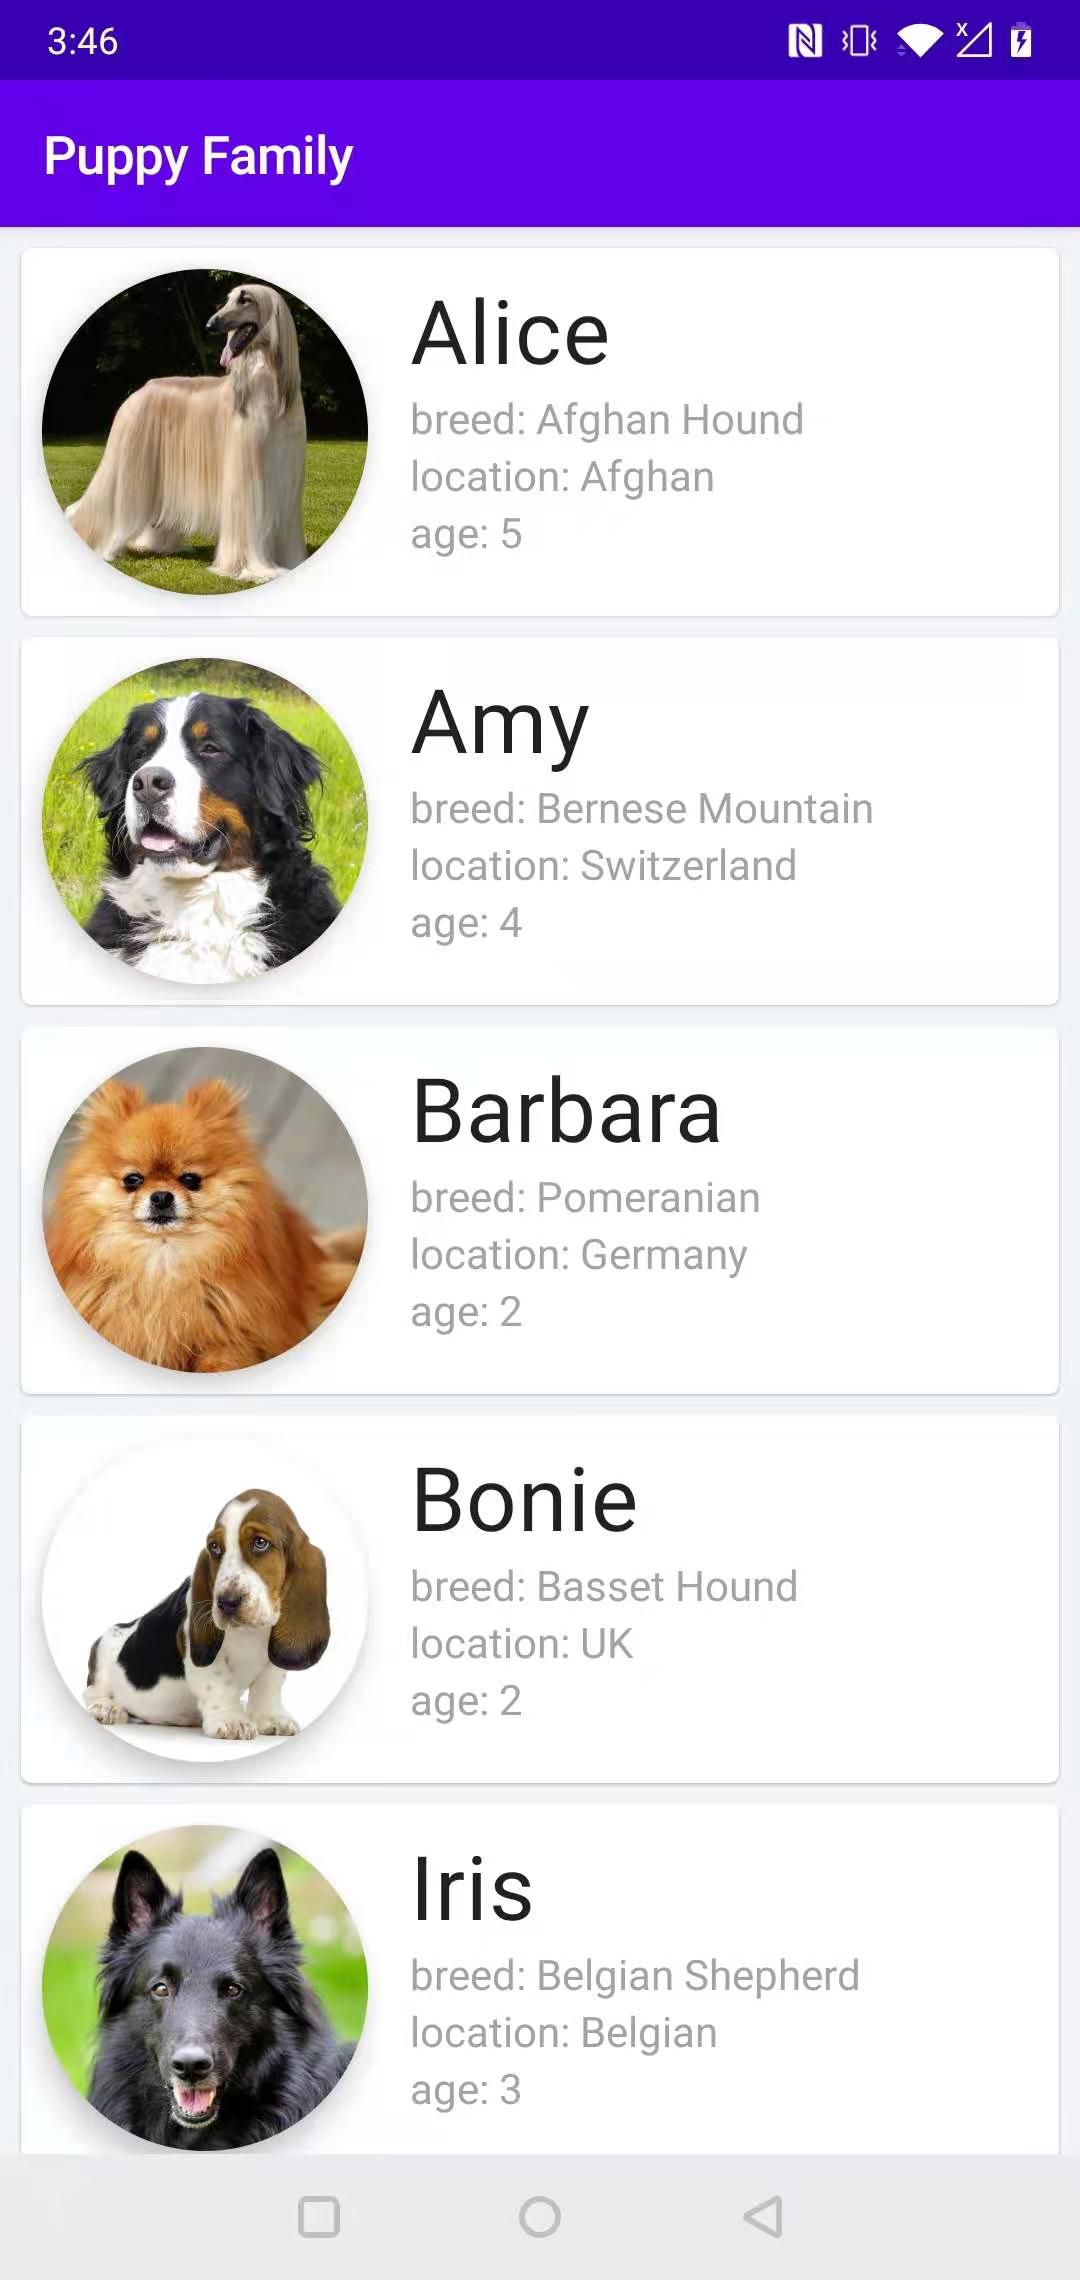 3:46
Puppy Family
Alice
breed: Afghan Hound
location: Afghan
age: 5
Amy
breed: Bernese Mountain
location: Switzerland
age: 4
Barbara
breed: Pomeranian
location: Germany
age: 2
Bonie
breed: Basset Hound
location: UK
age: 2
Iris
breed: Belgian Shepherd
location: Belgian
age: 3